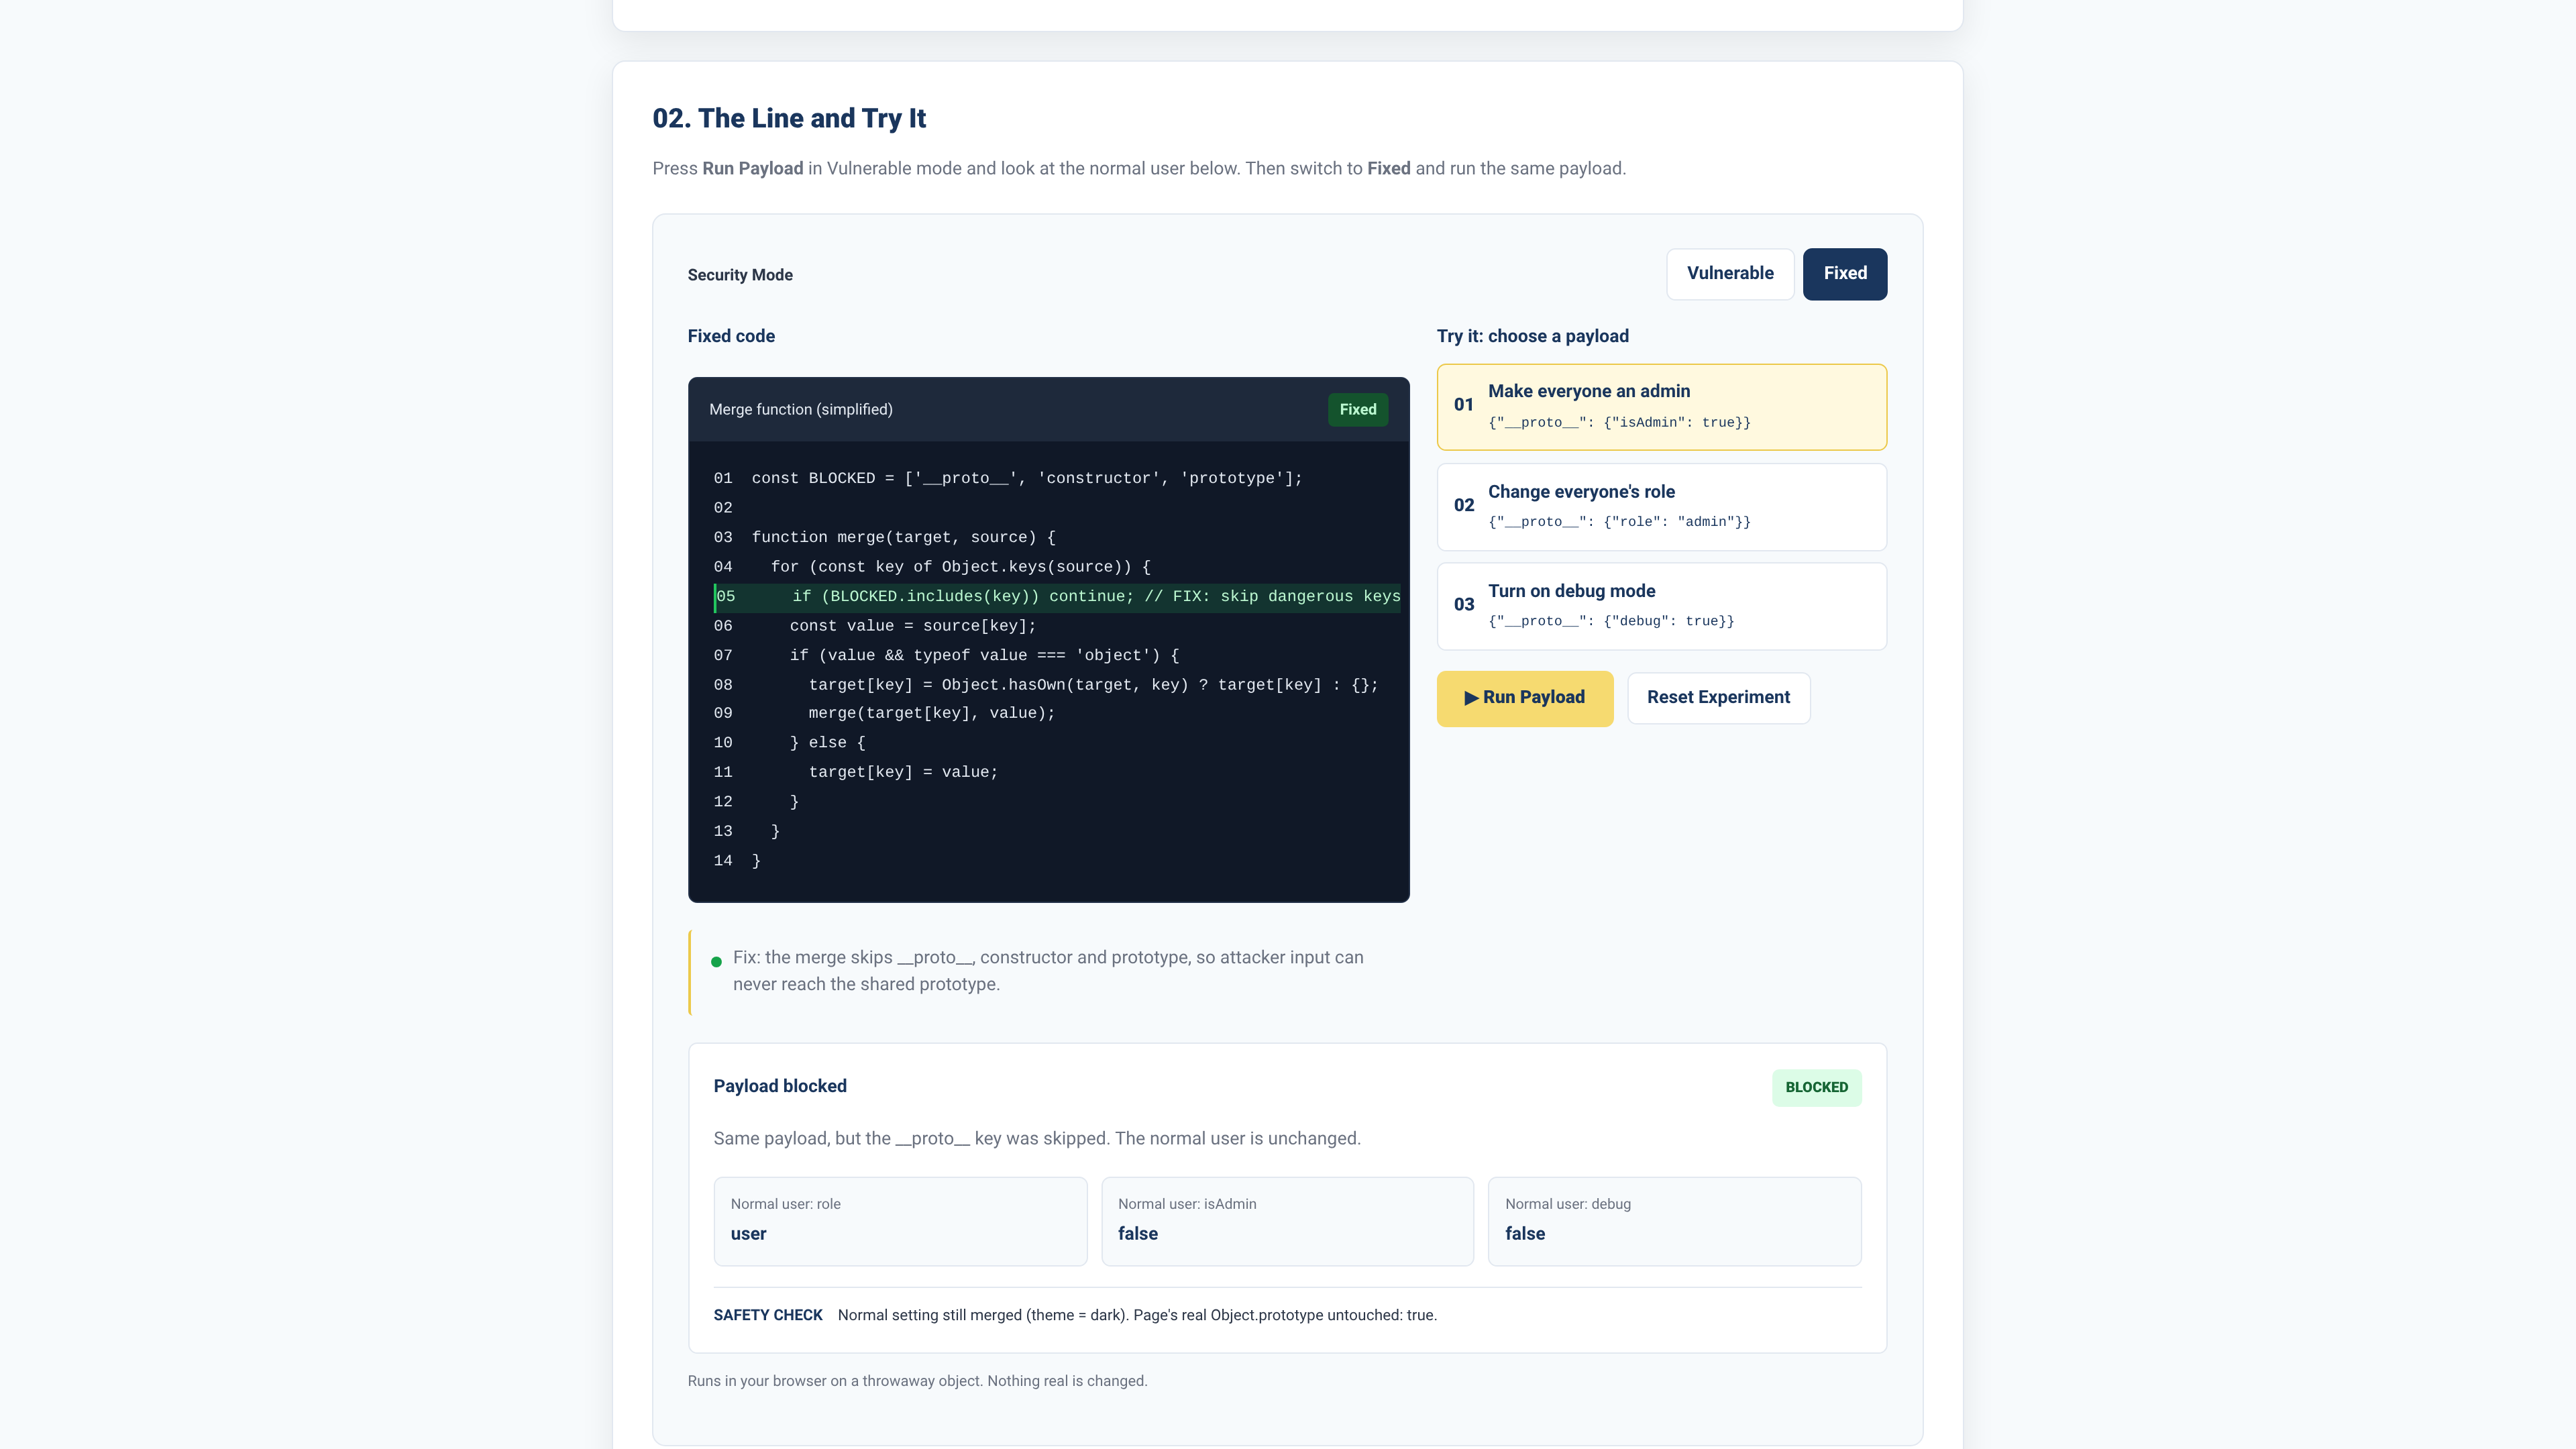 02. The Line and Try It
Press Run Payload in Vulnerable mode and look at the normal user below. Then switch to Fixed and run the same payload.
Security Mode
Vulnerable
Fixed
Fixed code
Merge function (simplified)
Fixed
01  const BLOCKED = ['__proto__', 'constructor', 'prototype'];
02
03  function merge(target, source) {
04    for (const key of Object.keys(source)) {
05      if (BLOCKED.includes(key)) continue; // FIX: skip dangerous keys
06      const value = source[key];
07      if (value && typeof value === 'object') {
08        target[key] = Object.hasOwn(target, key) ? target[key] : {};
09        merge(target[key], value);
10      } else {
11        target[key] = value;
12      }
13    }
14  }
Try it: choose a payload
01
Make everyone an admin
{"__proto__": {"isAdmin": true}}
02
Change everyone's role
{"__proto__": {"role": "admin"}}
03
Turn on debug mode
{"__proto__": {"debug": true}}
▶ Run Payload
Reset Experiment
Fix: the merge skips __proto__, constructor and prototype, so attacker input can
never reach the shared prototype.
Payload blocked
BLOCKED
Same payload, but the __proto__ key was skipped. The normal user is unchanged.
Normal user: role
user
Normal user: isAdmin
false
Normal user: debug
false
SAFETY CHECK Normal setting still merged (theme = dark). Page's real Object.prototype untouched: true.
Runs in your browser on a throwaway object. Nothing real is changed.